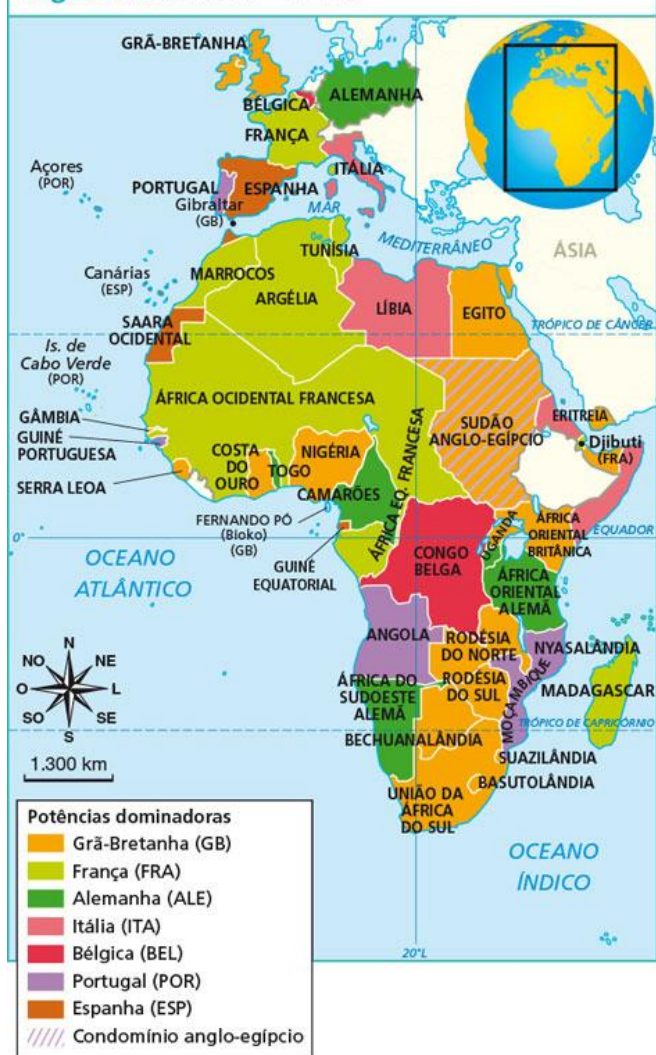 GRÃ-BRETANHA
BÉLGICA
ALEMANHA
FRANÇA
ITÁLIA
Açores
(POR)
PORTUGAL
ESPANHA
Gibraltar
(GB)
MAR
MEDITERRÂNEO
ÁSIA
TUNÍSIA
Canárias
(ESP)
MARROCOS
ARGÉLIA
LÍBIA
EGITO
TRÓPICO DE CÂNCER
SAARA
OCIDENTAL
Is. de
Cabo Verde
(POR)
ÁFRICA OCIDENTAL FRANCESA
SUDÃO
ANGLO-EGÍPCIO
ERITREIA
Djibuti
(FRA)
GÂMBIA
GUINÉ
PORTUGUESA
SERRA LEOA
COSTA
DO
OURO
TOGO
NIGÉRIA
CAMARÕES
ÁFRICA EQ. FRANCESA
FERNANDO PÓ
(Bioko)
(GB)
GUINÉ
EQUATORIAL
0°
EQUADOR
UGANDA
ÁFRICA
ORIENTAL
BRITÂNICA
OCEANO
ATLÂNTICO
CONGO
BELGA
ÁFRICA
ORIENTAL
ALEMÃ
ANGOLA
RODÉSIA
DO NORTE
NYASALÂNDIA
ÁFRICA DO
SUDOESTE
ALEMÃ
RODÉSIA
DO SUL
MOÇAMBIQUE
MADAGASCAR
TRÓPICO DE CAPRICÓRNIO
BECHUANALÂNDIA
SUAZILÂNDIA
BASUTOLÂNDIA
UNIÃO DA
ÁFRICA
DO SUL
N
NO NE
O L
SO SE
S
1.300 km
OCEANO
ÍNDICO
20°L
Potências dominadoras
Grã-Bretanha (GB)
França (FRA)
Alemanha (ALE)
Itália (ITA)
Bélgica (BEL)
Portugal (POR)
Espanha (ESP)
Condomínio anglo-egípcio